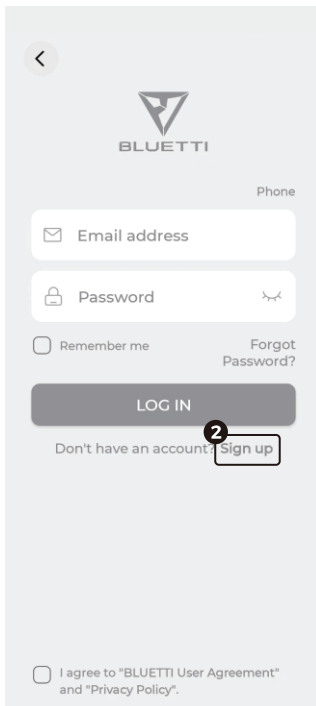 BLUETTI
Phone
Email address
Password
Remember me
Forgot
Password?
LOG IN
2
Don't have an account? Sign up
I agree to "BLUETTI User Agreement"
and "Privacy Policy".